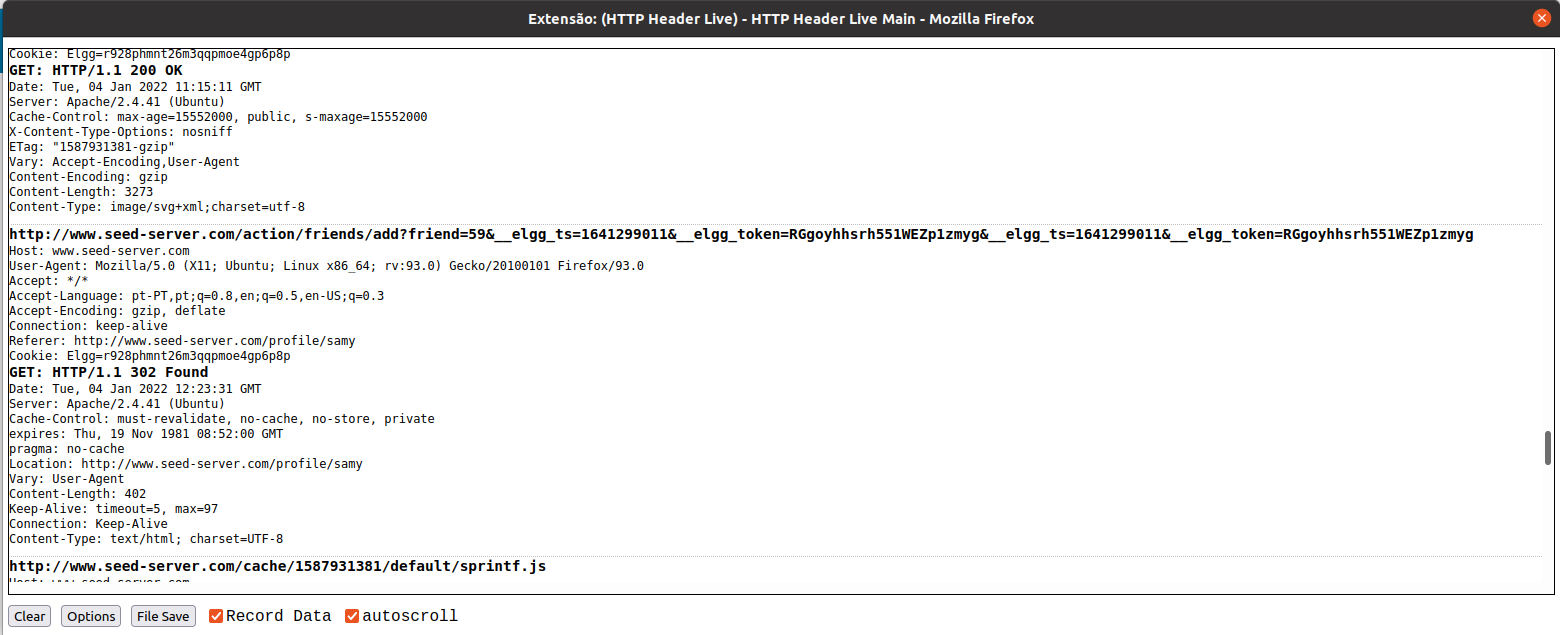 Extensão: (HTTP Header Live) - HTTP Header Live Main - Mozilla Firefox
Cookie: Elgg=r928phmnt26m3qqpmoe4gp6p8p
GET: HTTP/1.1 200 OK
Date: Tue, 04 Jan 2022 11:15:11 GMT
Server: Apache/2.4.41 (Ubuntu)
Cache-Control: max-age=15552000, public, s-maxage=15552000
X-Content-Type-Options: nosniff
ETag: "1587931381-gzip"
Vary: Accept-Encoding,User-Agent
Content-Encoding: gzip
Content-Length: 3273
Content-Type: image/svg+xml;charset=utf-8
http://www.seed-server.com/action/friends/add?friend=59&__elgg_ts=1641299011&__elgg_token=RGgoyhhsrh551WEZp1zmyg&__elgg_ts=1641299011&__elgg_token=RGgoyhhsrh551WEZp1zmyg
Host: www.seed-server.com
User-Agent: Mozilla/5.0 (X11; Ubuntu; Linux x86_64; rv:93.0) Gecko/20100101 Firefox/93.0
Accept: */*
Accept-Language: pt-PT,pt;q=0.8,en;q=0.5,en-US;q=0.3
Accept-Encoding: gzip, deflate
Connection: keep-alive
Referer: http://www.seed-server.com/profile/samy
Cookie: Elgg=r928phmnt26m3qqpmoe4gp6p8p
GET: HTTP/1.1 302 Found
Date: Tue, 04 Jan 2022 12:23:31 GMT
Server: Apache/2.4.41 (Ubuntu)
Cache-Control: must-revalidate, no-cache, no-store, private
expires: Thu, 19 Nov 1981 08:52:00 GMT
pragma: no-cache
Location: http://www.seed-server.com/profile/samy
Vary: User-Agent
Content-Length: 402
Keep-Alive: timeout=5, max=97
Connection: Keep-Alive
Content-Type: text/html; charset=UTF-8
http://www.seed-server.com/cache/1587931381/default/sprintf.js
Host: www.seed-server.com
Clear Options File Save Record Data autoscroll